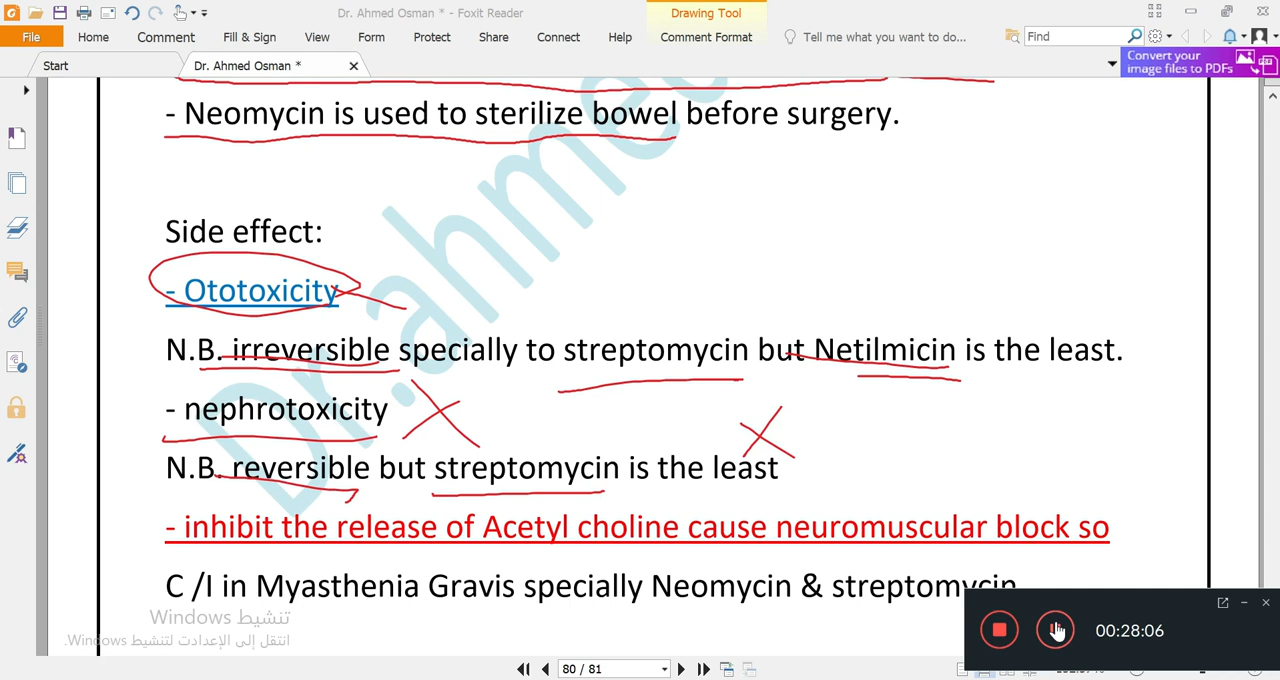 Dr. Ahmed Osman * - Foxit Reader
Drawing Tool
File Home Comment Fill & Sign View Form Protect Share Connect Help Comment Format Tell me what you want to do... Find
Start
Dr. Ahmed Osman *
Convert your
image files to PDFs
- Neomycin is used to sterilize bowel before surgery.
Side effect:
- Ototoxicity
N.B. irreversible specially to streptomycin but Netilmicin is the least.
- nephrotoxicity
N.B. reversible but streptomycin is the least
- inhibit the release of Acetyl choline cause neuromuscular block so
C /I in Myasthenia Gravis specially Neomycin & streptomycin
Dr.ahmed
تنشيط Windows
انتقل إلى الإعدادت لتنشيط Windows.
00:28:06
80 / 81